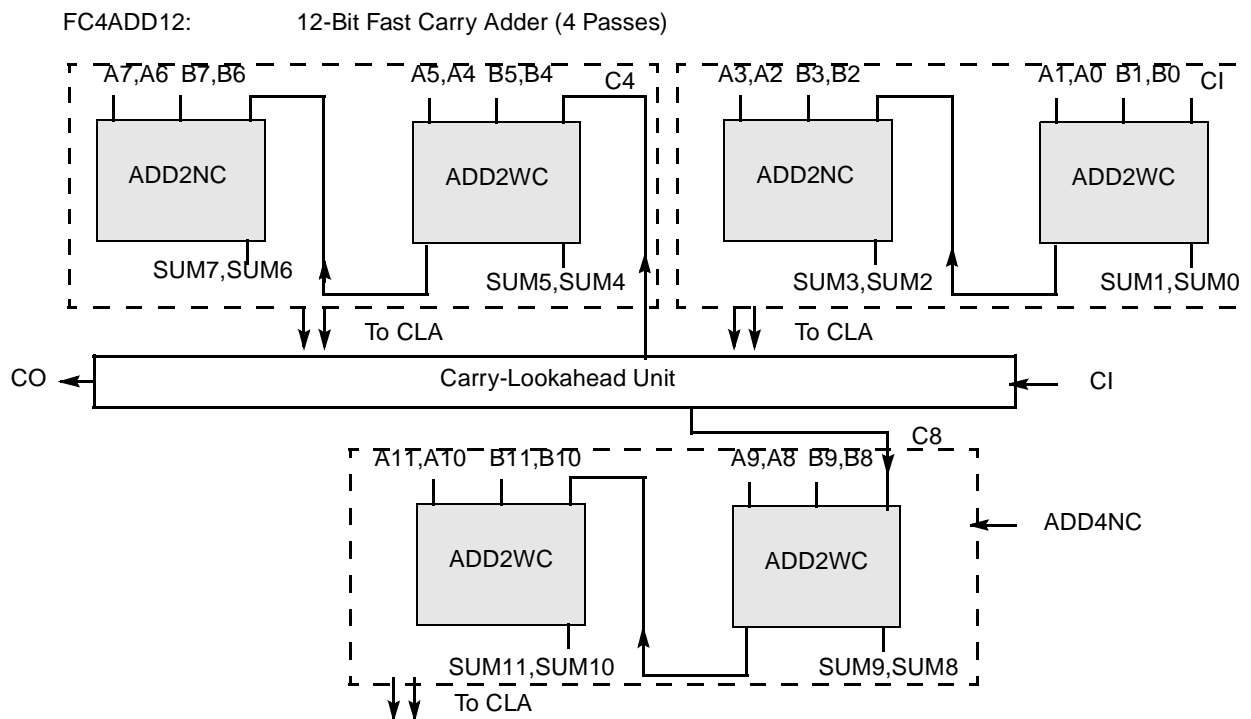 FC4ADD12: 12-Bit Fast Carry Adder (4 Passes)
A7,A6 B7,B6 A5,A4 B5,B4 C4 A3,A2 B3,B2 A1,A0 B1,B0 CI
ADD2NC ADD2WC ADD2NC ADD2WC
SUM7,SUM6 SUM5,SUM4 SUM3,SUM2 SUM1,SUM0
To CLA To CLA
CO Carry-Lookahead Unit CI
C8
A11,A10 B11,B10 A9,A8 B9,B8
ADD4NC
ADD2WC ADD2WC
SUM11,SUM10 SUM9,SUM8
To CLA